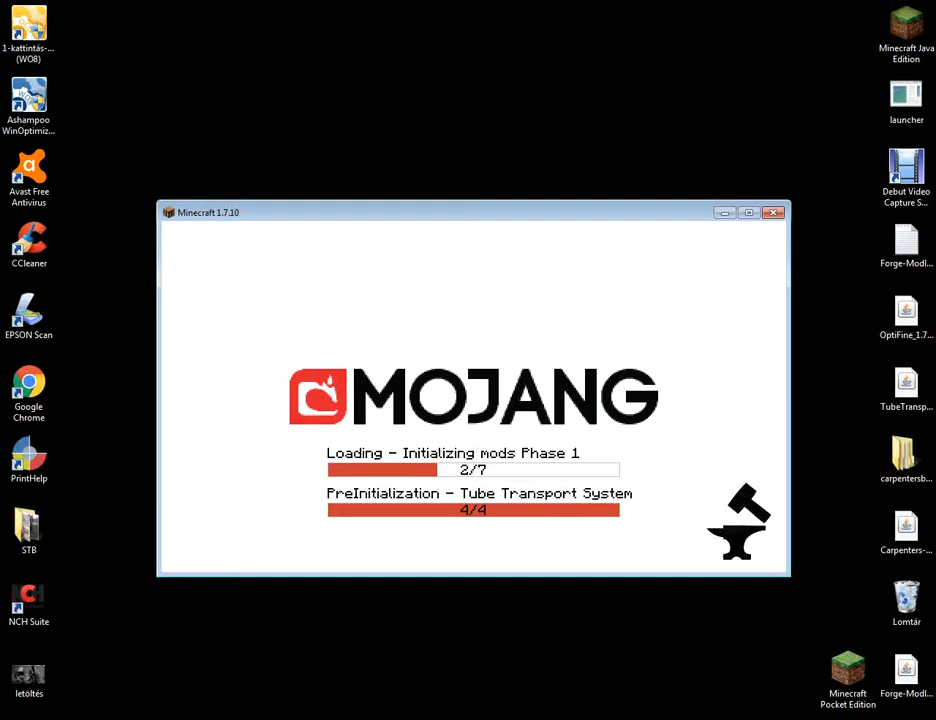 1-kattintás-...
(WO8)
Ashampoo
WinOptimiz...
Avast Free
Antivirus
CCleaner
EPSON Scan
Google
Chrome
PrintHelp
STB
NCH Suite
letöltés
Minecraft 1.7.10
MOJANG
Loading - Initializing mods Phase 1
2/7
PreInitialization - Tube Transport System
4/4
Minecraft Java
Edition
launcher
Debut Video
Capture S...
Forge-Modl...
OptiFine_1.7...
TubeTransp...
carpentersb...
Carpenters-...
Lomtár
Minecraft
Pocket Edition
Forge-Modl...